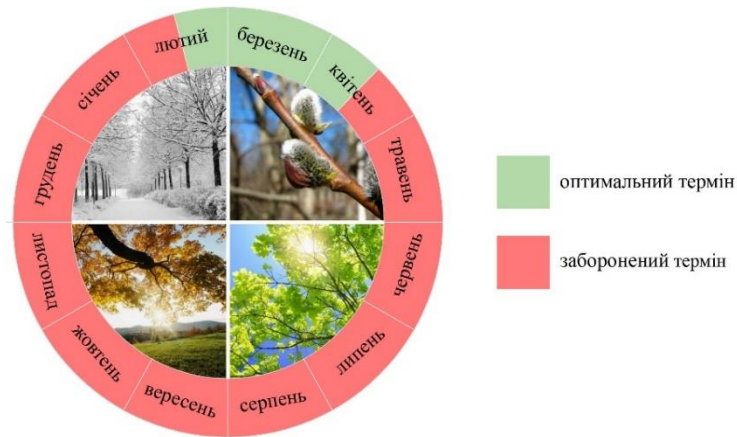 січень
лютий
березень
квітень
травень
червень
липень
серпень
вересень
жовтень
листопад
грудень
оптимальний термін
заборонений термін